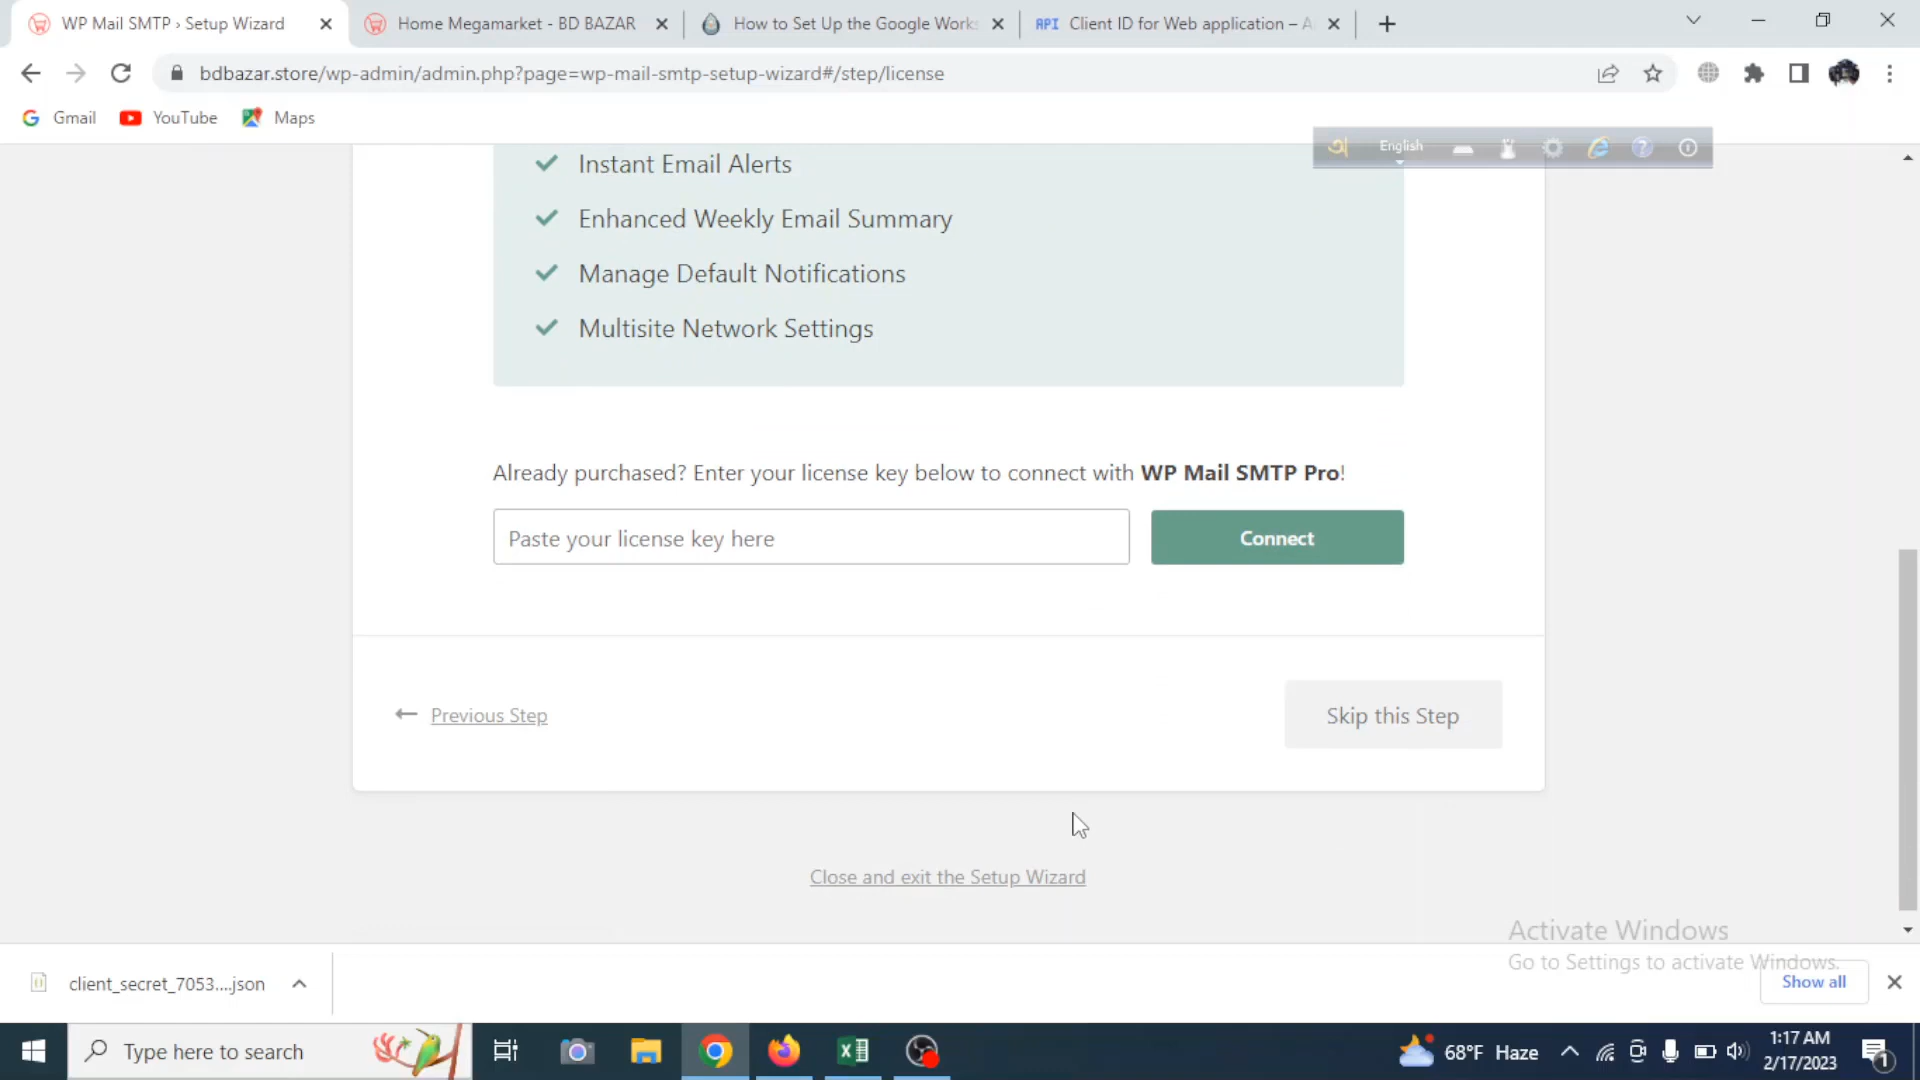 WP Mail SMTP › Setup Wizard
Home Megamarket - BD BAZAR
How to Set Up the Google Works
API Client ID for Web application – A
bdbazar.store/wp-admin/admin.php?page=wp-mail-smtp-setup-wizard#/step/license
Gmail
YouTube
Maps
English
Instant Email Alerts
Enhanced Weekly Email Summary
Manage Default Notifications
Multisite Network Settings
Already purchased? Enter your license key below to connect with WP Mail SMTP Pro!
Paste your license key here
Connect
Previous Step
Skip this Step
Close and exit the Setup Wizard
Activate Windows
Go to Settings to activate Windows.
client_secret_7053....json
Show all
Type here to search
68°F Haze
1:17 AM
2/17/2023
1